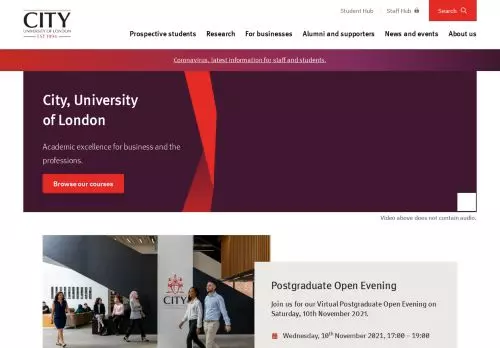 CITY
UNIVERSITY OF LONDON
EST 1894
Student Hub
Staff Hub
Search
Prospective students
Research
For businesses
Alumni and supporters
News and events
About us
Coronavirus, latest information for staff and students.
City, University
of London
Academic excellence for business and the
professions.
Browse our courses
Video above does not contain audio.
CITY
Postgraduate Open Evening
Join us for our Virtual Postgraduate Open Evening on
Saturday, 10th November 2021.
Wednesday, 10th November 2021, 17:00 – 19:00